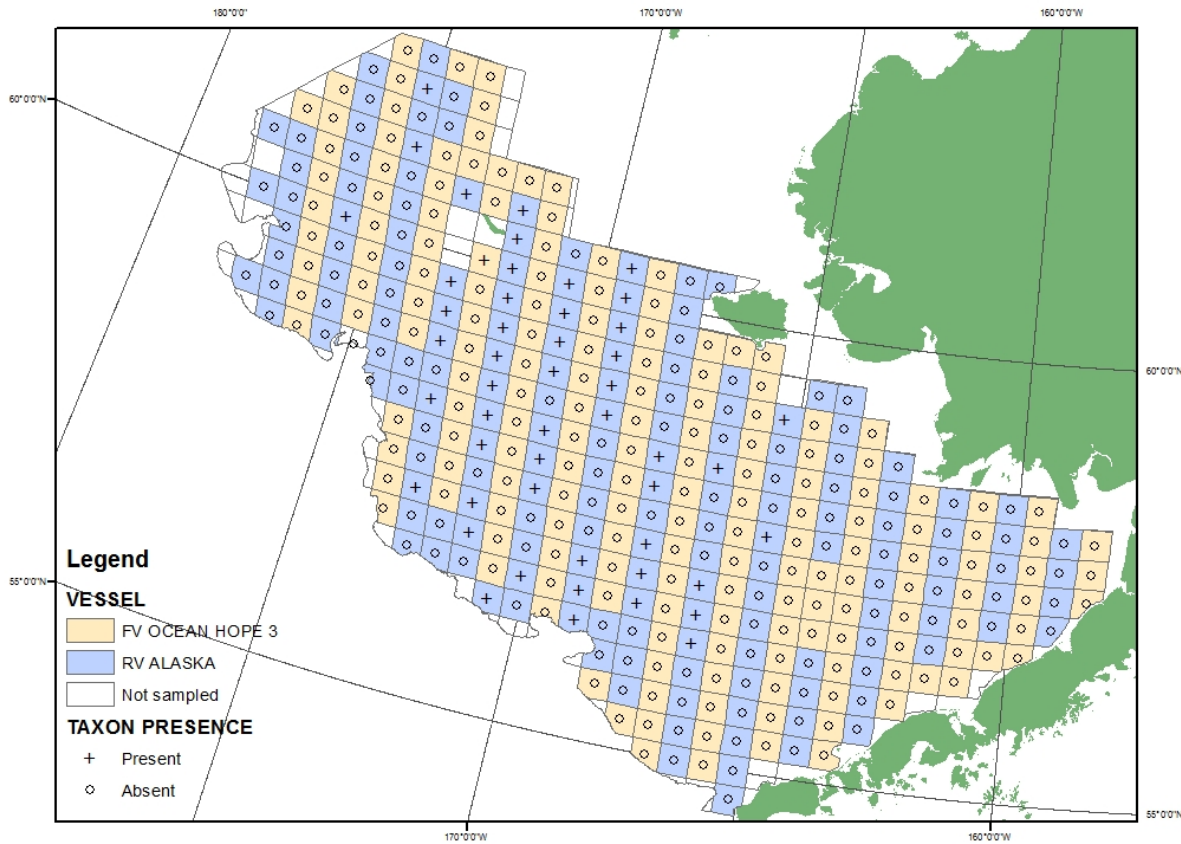 180°0'0"
170°0'0"W
160°0'0"W
60°0'0"N
60°0'0"N
Legend
VESSEL
FV OCEAN HOPE 3
RV ALASKA
Not sampled
TAXON PRESENCE
Present
Absent
55°0'0"N
55°0'0"N
170°0'0"W
160°0'0"W